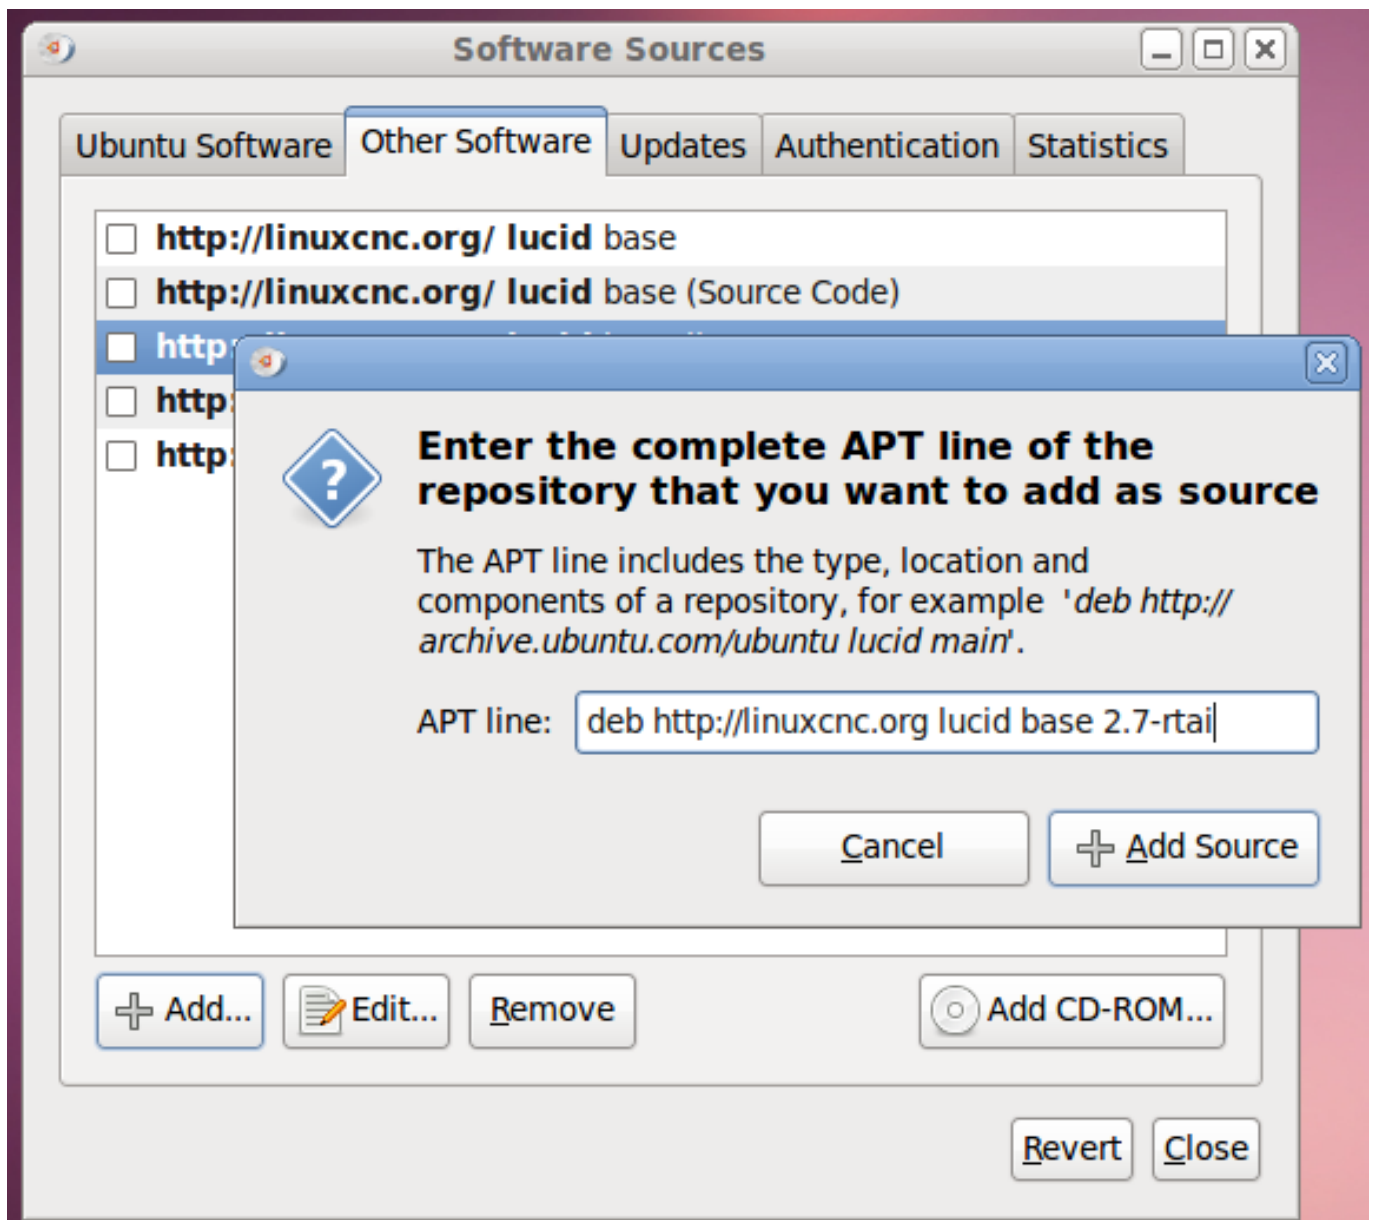 Software Sources
Ubuntu Software Other Software Updates Authentication Statistics
http://linuxcnc.org/ lucid base
http://linuxcnc.org/ lucid base (Source Code)
http:
http:
http:
Enter the complete APT line of the
repository that you want to add as source
The APT line includes the type, location and
components of a repository, for example 'deb http://
archive.ubuntu.com/ubuntu lucid main'.
APT line: deb http://linuxcnc.org lucid base 2.7-rtai
Cancel Add Source
Add... Edit... Remove Add CD-ROM...
Revert Close